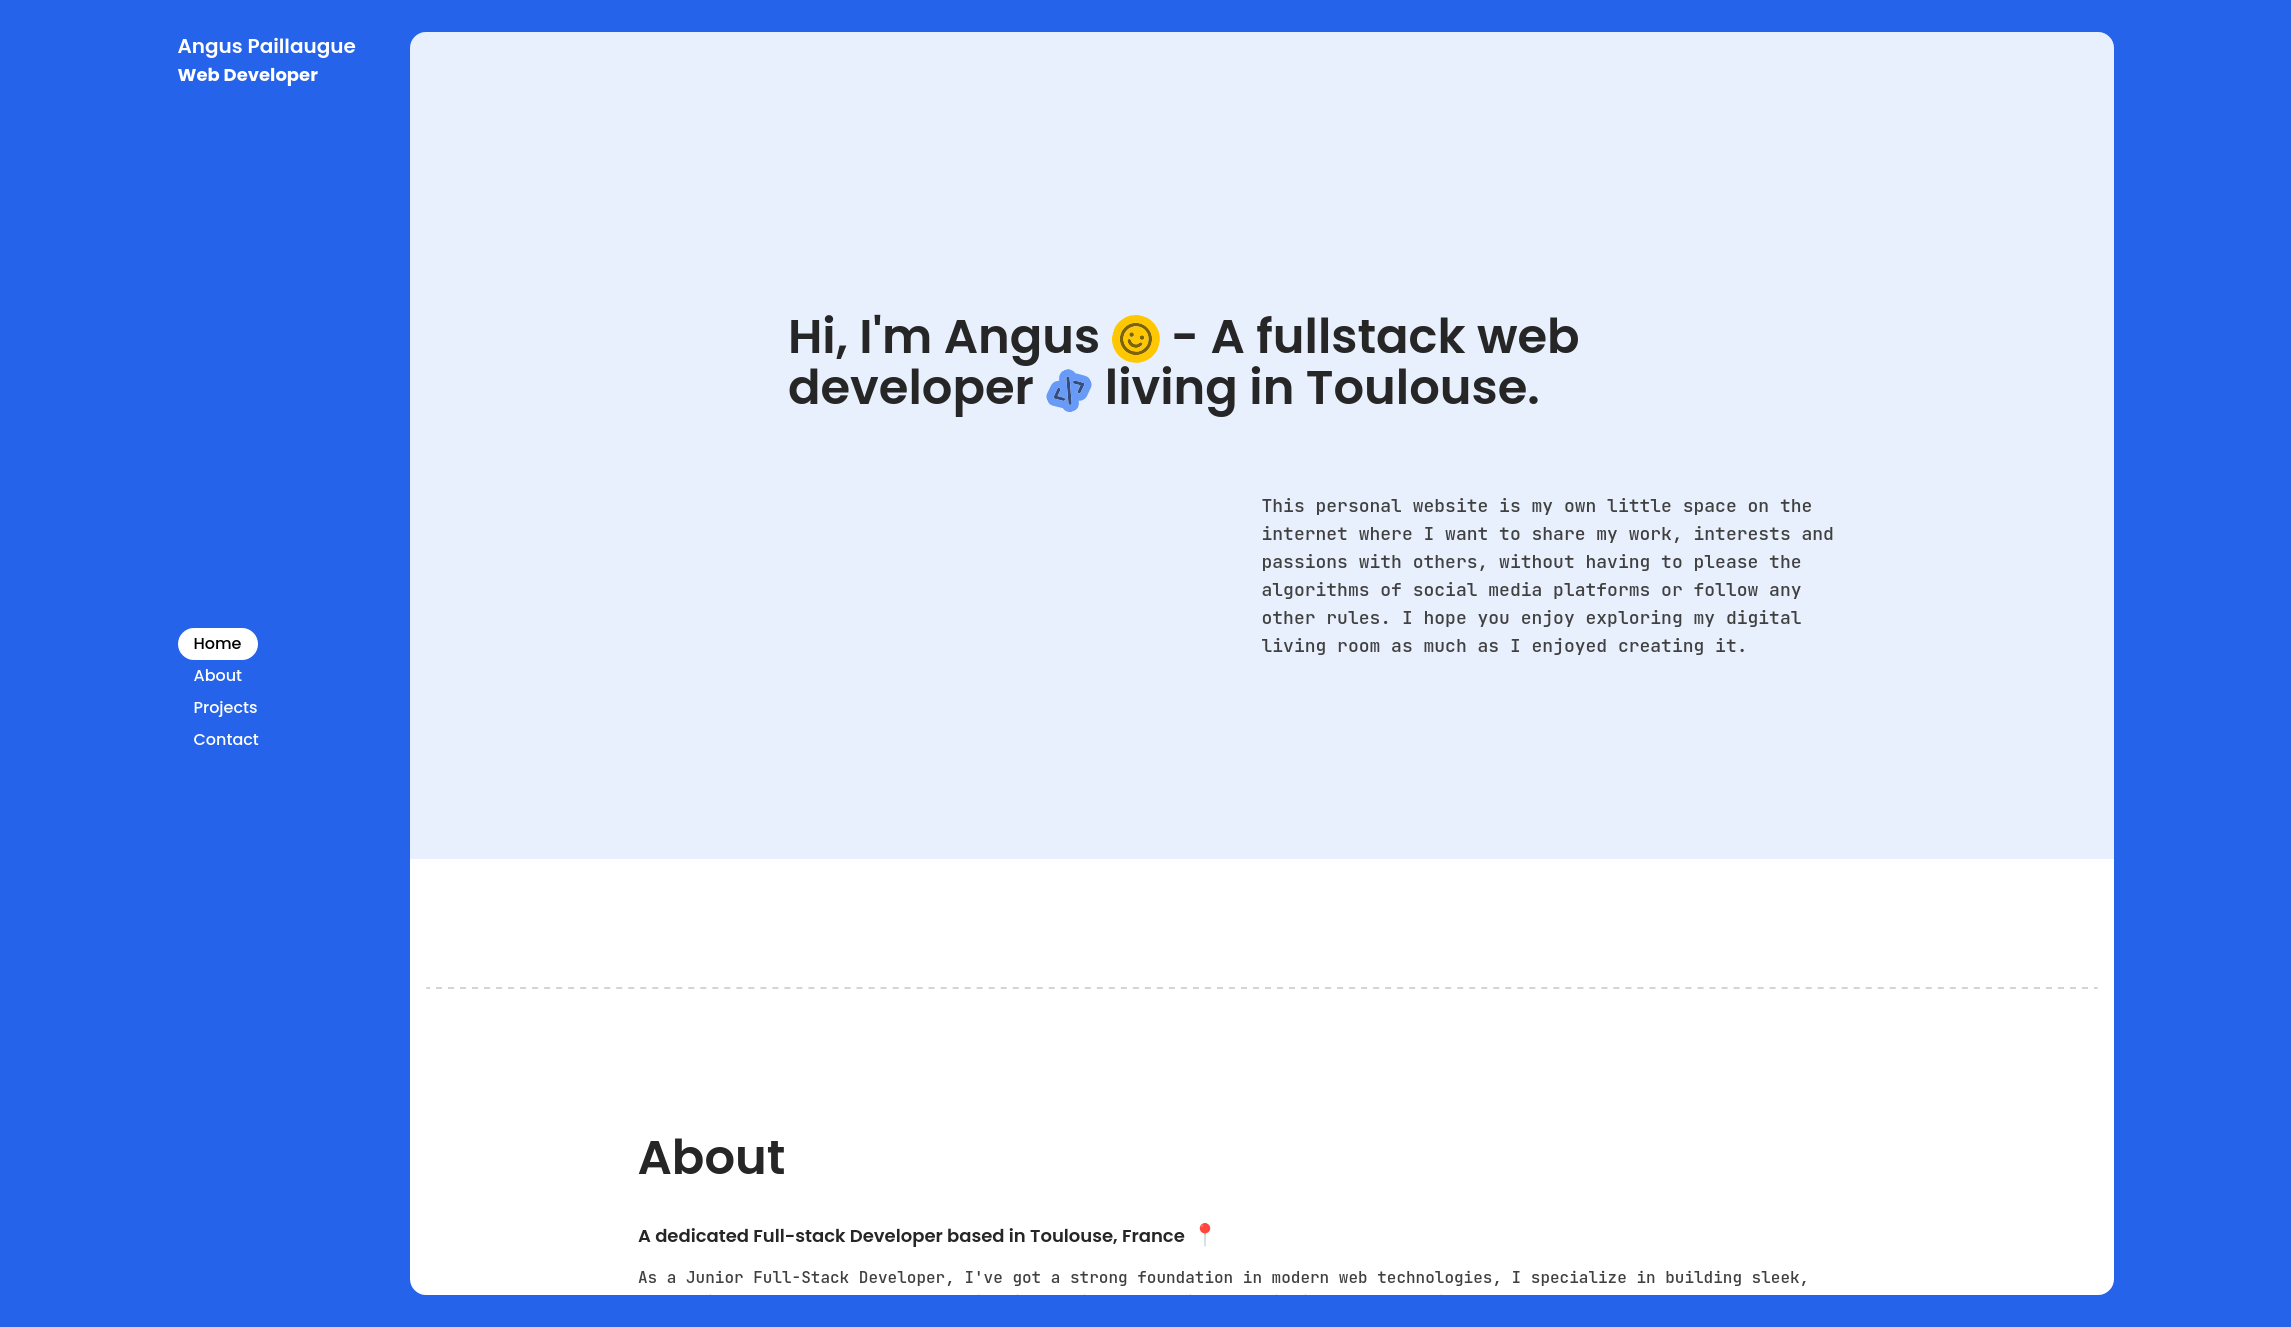 Angus Paillaugue
Web Developer
Home
About
Projects
Contact
Hi, I'm Angus - A fullstack web
developer </> living in Toulouse.
This personal website is my own little space on the
internet where I want to share my work, interests and
passions with others, without having to please the
algorithms of social media platforms or follow any
other rules. I hope you enjoy exploring my digital
living room as much as I enjoyed creating it.
About
A dedicated Full-stack Developer based in Toulouse, France
As a Junior Full-Stack Developer, I've got a strong foundation in modern web technologies, I specialize in building sleek,